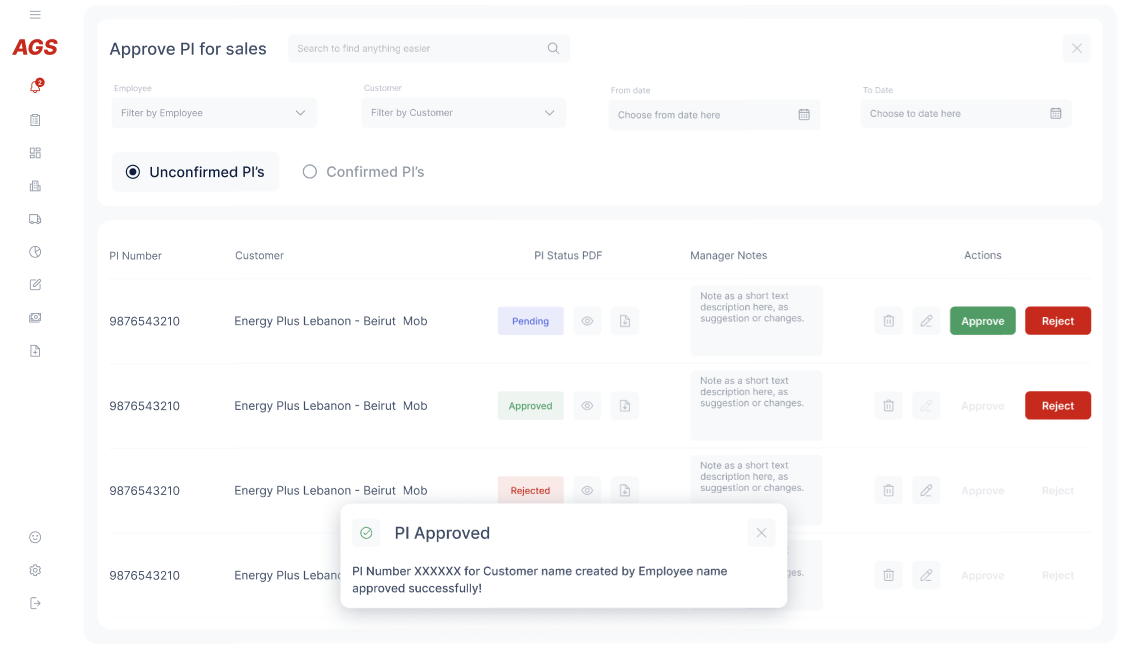 AGS
2
Approve PI for sales
Search to find anything easier
Employee
Customer
From date
To Date
Filter by Employee
Filter by Customer
Choose from date here
Choose to date here
Unconfirmed PI's
Confirmed PI's
PI Number
Customer
PI Status PDF
Manager Notes
Actions
9876543210
Energy Plus Lebanon - Beirut Mob
Pending
Note as a short text
description here, as
suggestion or changes.
Approve
Reject
9876543210
Energy Plus Lebanon - Beirut Mob
Approved
Note as a short text
description here, as
suggestion or changes.
Approve
Reject
9876543210
Energy Plus Lebanon - Beirut Mob
Rejected
Note as a short text
description here, as
suggestion or changes.
Approve
Reject
9876543210
Energy Plus
Approve
Reject
PI Approved
PI Number XXXXXX for Customer name created by Employee name
approved successfully!